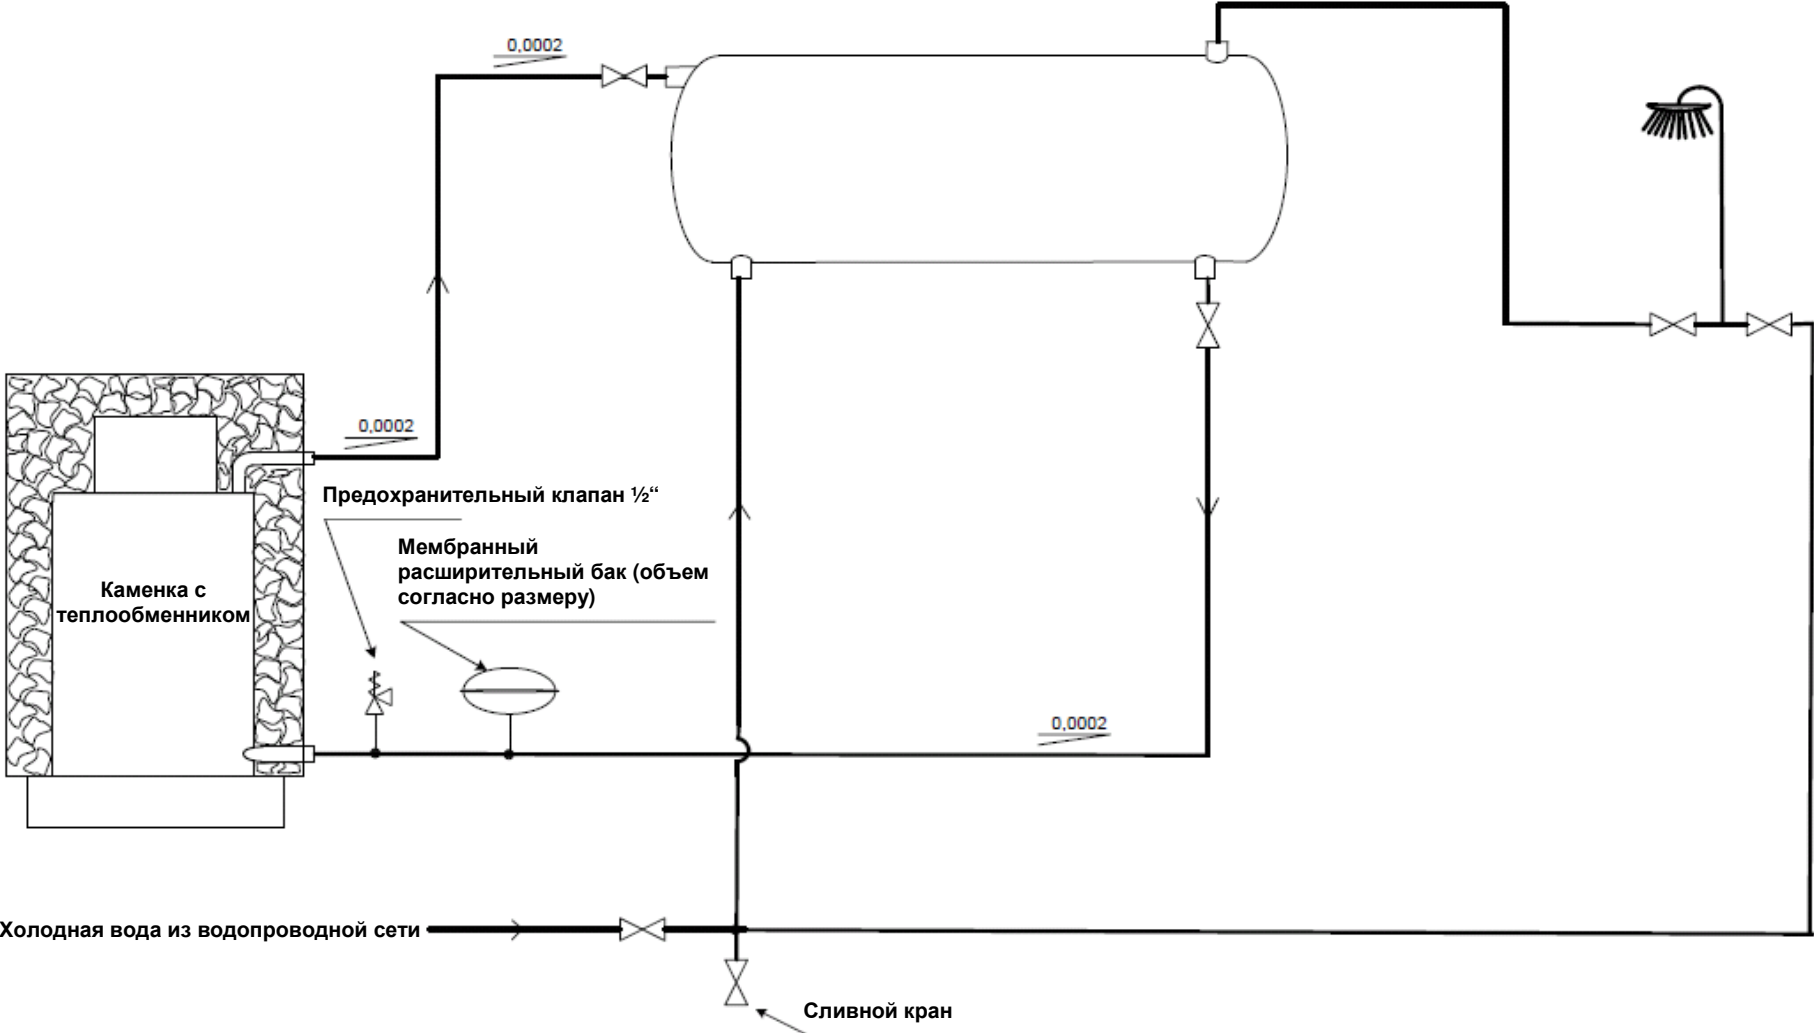 0,0002
0,0002
Предохранительный клапан ½“
Мембранный
расширительный бак (объем
согласно размеру)
Каменка с
теплообменником
0,0002
Холодная вода из водопроводной сети
Сливной кран